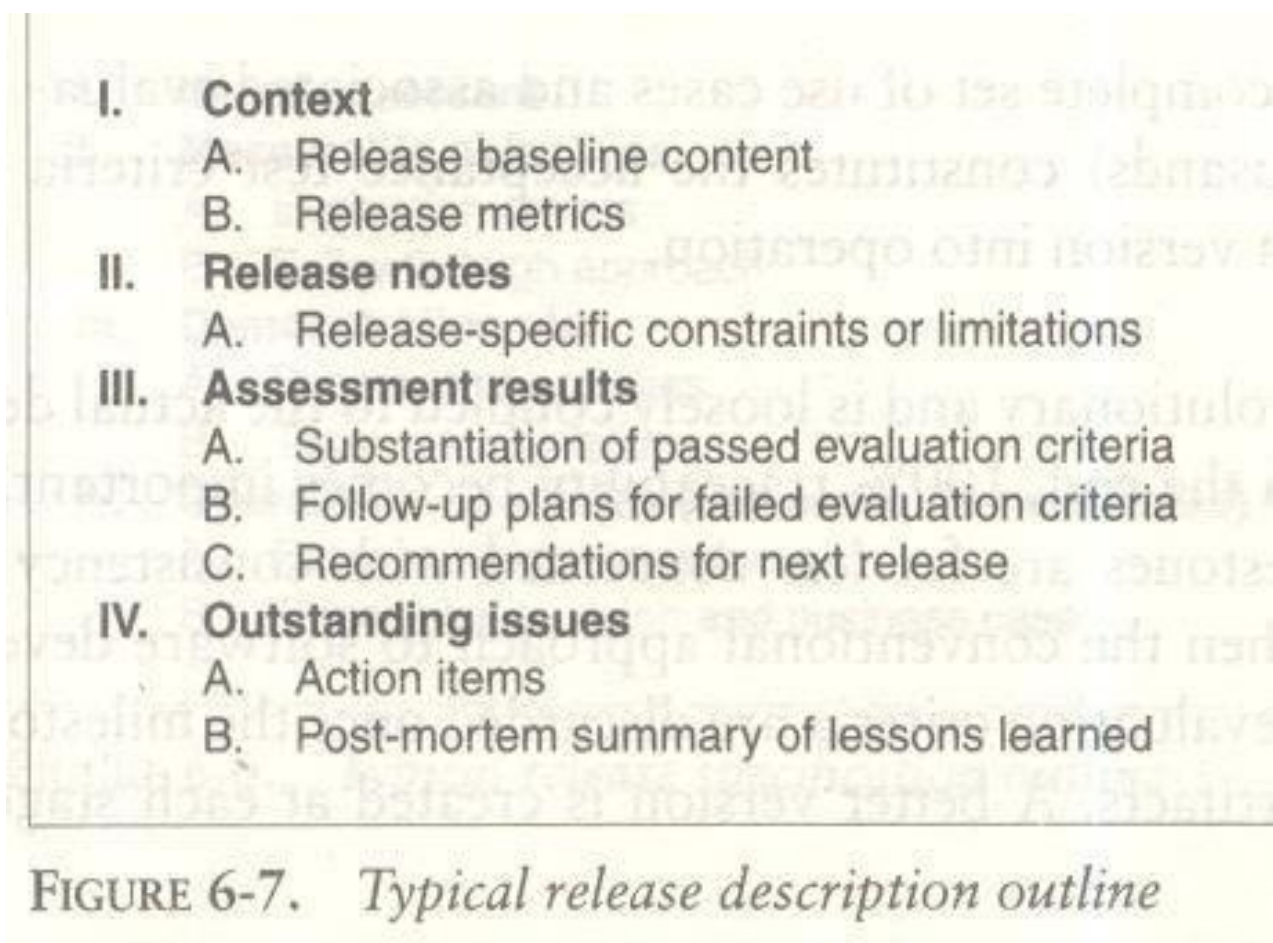 I. Context
A. Release baseline content
B. Release metrics
II. Release notes
A. Release-specific constraints or limitations
III. Assessment results
A. Substantiation of passed evaluation criteria
B. Follow-up plans for failed evaluation criteria
C. Recommendations for next release
IV. Outstanding issues
A. Action items
B. Post-mortem summary of lessons learned
FIGURE 6-7. Typical release description outline